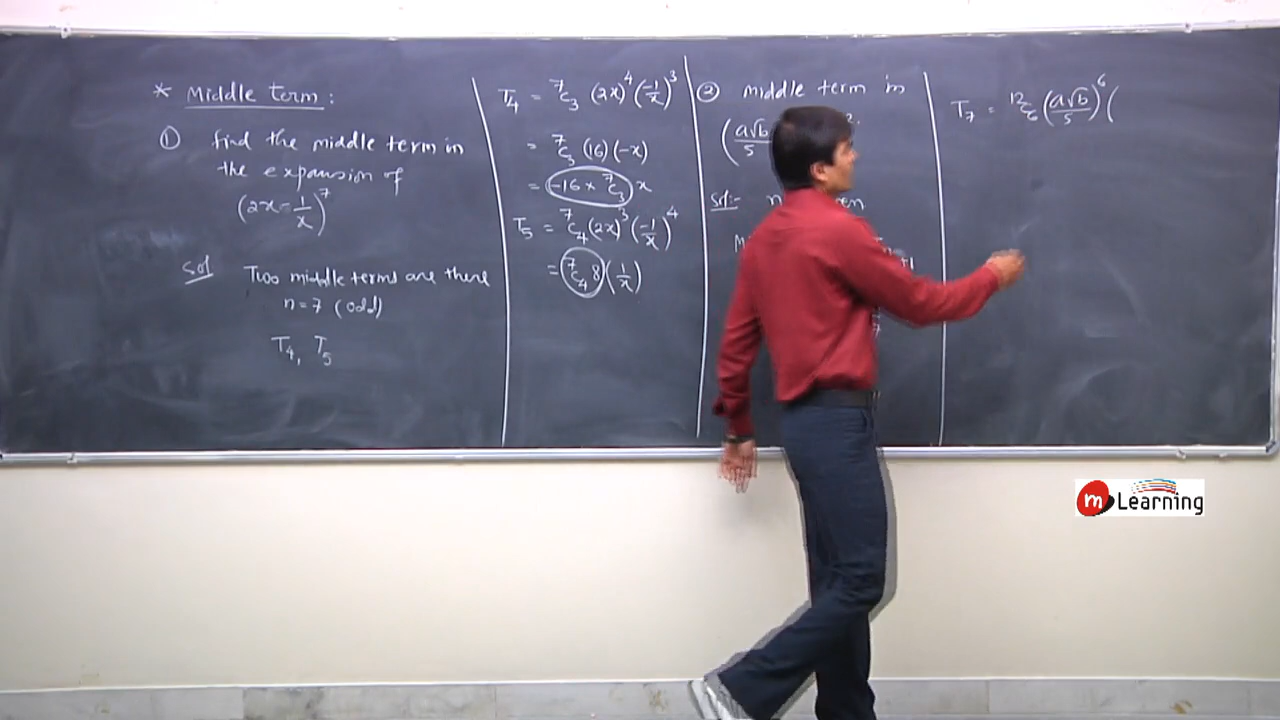 * Middle term :
① find the middle term in
the expansion of
(2x - 1/x)^7
Sol Two middle terms are there
n = 7 (odd)
T₄, T₅
T₄ = ⁷C₃ (2x)⁴ (-1/x)³
= ⁷C₃ (16) (-x)
= -16 × ⁷C₃ x
T₅ = ⁷C₄ (2x)³ (-1/x)⁴
= ⁷C₄ 8 (1/x)
② middle term in
(a√b/5
Sol:-
T₇ = ¹²C₆ (a√b/5)⁶ (
m Learning